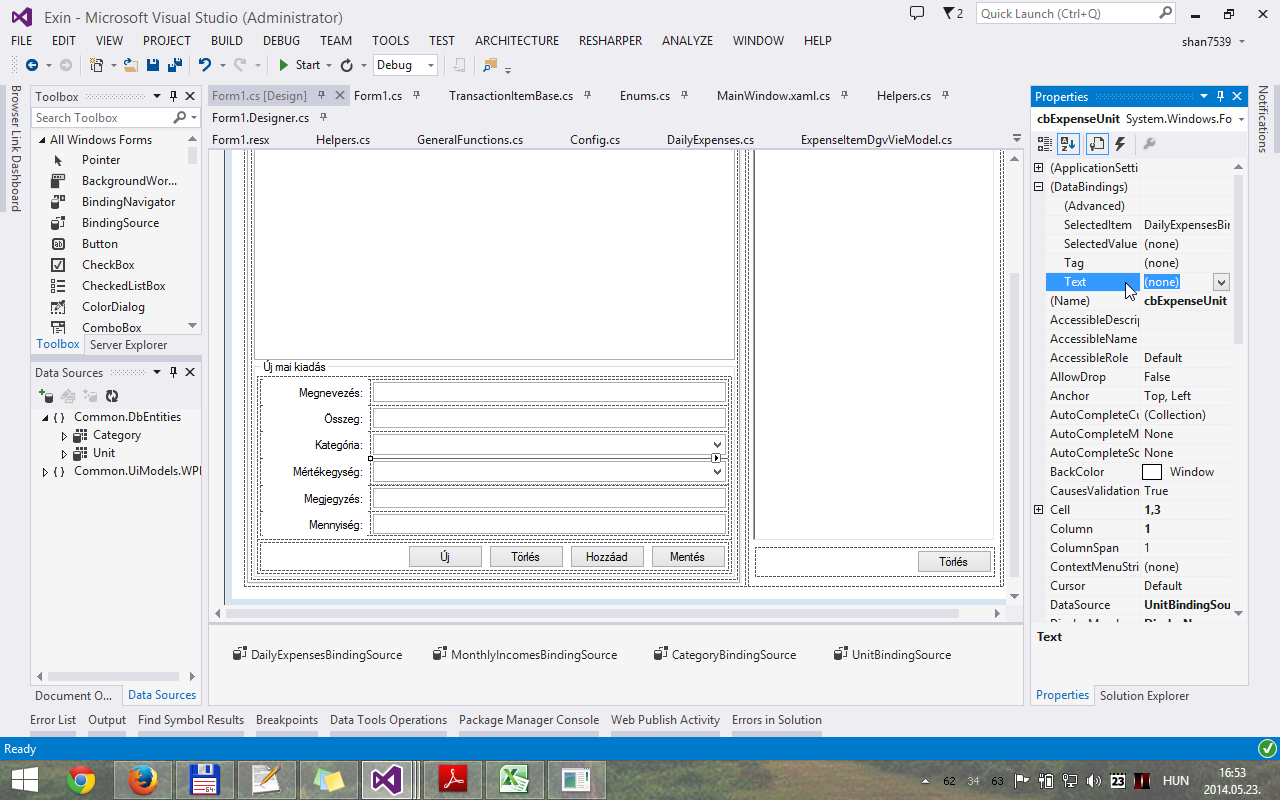 Exin - Microsoft Visual Studio (Administrator)
2
Quick Launch (Ctrl+Q)
FILE EDIT VIEW PROJECT BUILD DEBUG TEAM TOOLS TEST ARCHITECTURE RESHARPER ANALYZE WINDOW HELP
shan7539
Start Debug
Browser Link Dashboard
Toolbox
Search Toolbox
All Windows Forms
Pointer
BackgroundWor...
BindingNavigator
BindingSource
Button
CheckBox
CheckedListBox
ColorDialog
ComboBox
Toolbox Server Explorer
Data Sources
Common.DbEntities
Category
Unit
Common.UiModels.WPI
Document O... Data Sources
Form1.cs [Design] Form1.cs TransactionItemBase.cs Enums.cs MainWindow.xaml.cs Helpers.cs
Form1.Designer.cs
Form1.resx Helpers.cs GeneralFunctions.cs Config.cs DailyExpenses.cs ExpenseItemDgvVieModel.cs
Új mai kiadás
Megnevezés:
Összeg:
Kategória:
Mértékegység:
Megjegyzés:
Mennyiség:
Új Törlés Hozzáad Mentés
Törlés
DailyExpensesBindingSource MonthlyIncomesBindingSource CategoryBindingSource UnitBindingSource
Properties
cbExpenseUnit System.Windows.Fo
(ApplicationSetti
(DataBindings)
(Advanced)
SelectedItem DailyExpensesBin
SelectedValue (none)
Tag (none)
Text (none)
(Name) cbExpenseUnit
AccessibleDescrip
AccessibleName
AccessibleRole Default
AllowDrop False
Anchor Top, Left
AutoCompleteCu (Collection)
AutoCompleteM None
AutoCompleteSc None
BackColor Window
CausesValidation True
Cell 1,3
Column 1
ColumnSpan 1
ContextMenuStri (none)
Cursor Default
DataSource UnitBindingSou
Text
Properties Solution Explorer
Notifications
Error List Output Find Symbol Results Breakpoints Data Tools Operations Package Manager Console Web Publish Activity Errors in Solution
Ready
64
62 34 63 23 HUN
16:53
2014.05.23.